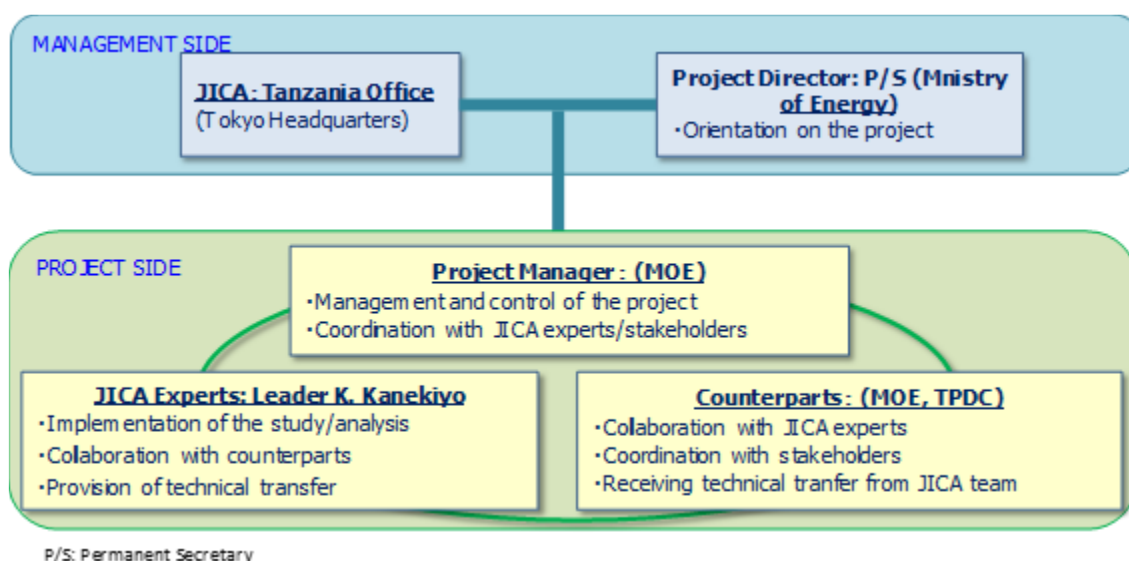 MANAGEMENT SIDE
JICA: Tanzania Office
(Tokyo Headquarters)
Project Director: P/S (Mnistry
of Energy)
・Orientation on the project
PROJECT SIDE
Project Manager : (MOE)
・Management and control of the project
・Coordination with JICA experts/stakeholders
JICA Experts: Leader K. Kanekiyo
・Implementation of the study/analysis
・Collaboration with counterparts
・Provision of technical transfer
Counterparts : (MOE, TPDC)
・Collaboration with JICA experts
・Coordination with stakeholders
・Receiving technical tranfer from JICA team
P/S: Permanent Secretary